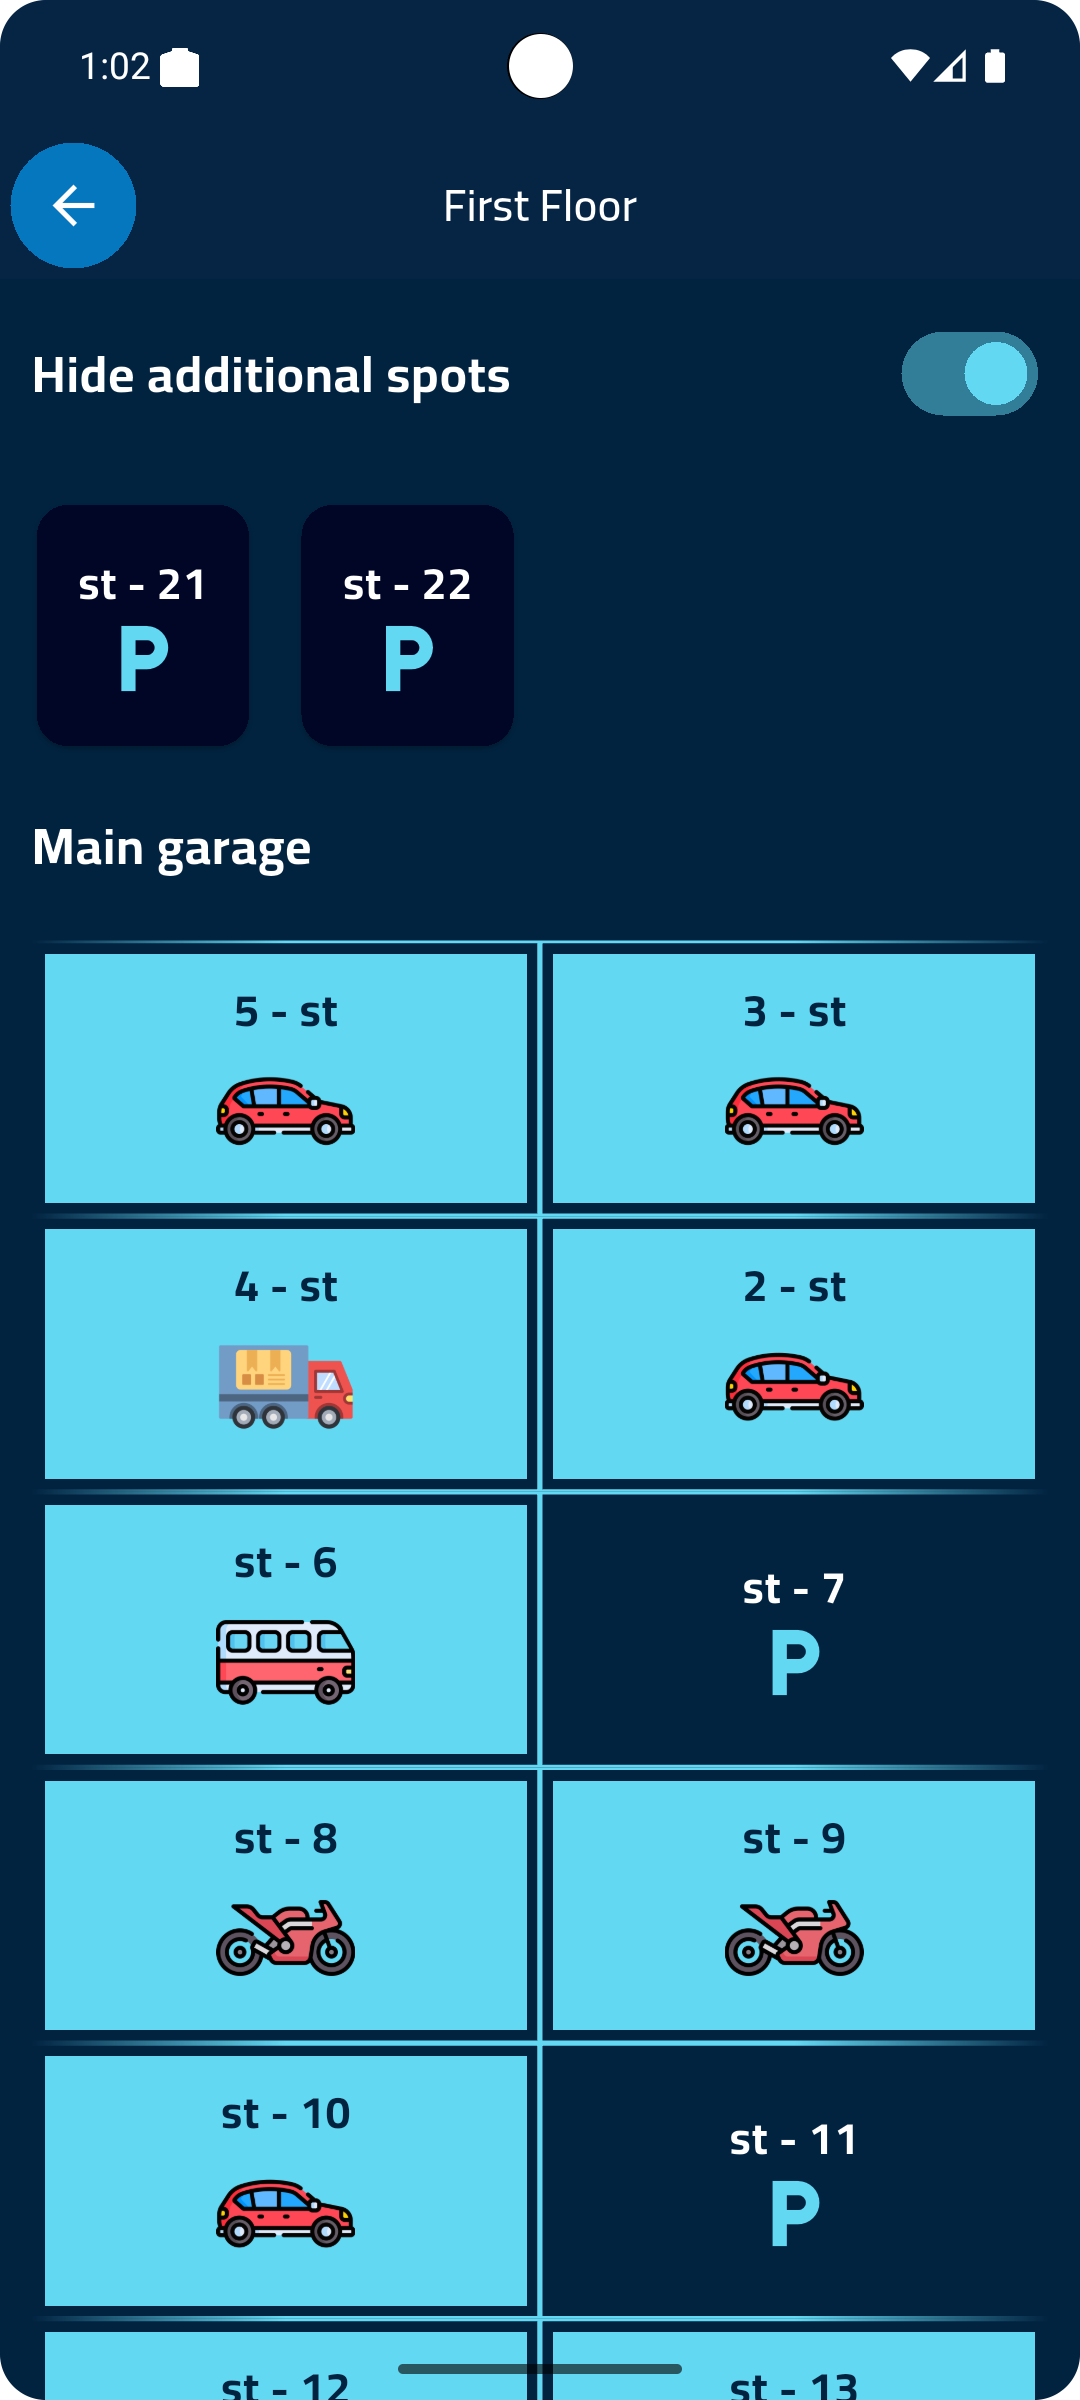 1:02
First Floor
Hide additional spots
st - 21
P
st - 22
P
Main garage
5 - st
3 - st
4 - st
2 - st
st - 6
st - 7
P
st - 8
st - 9
st - 10
st - 11
P
st - 12
st - 13